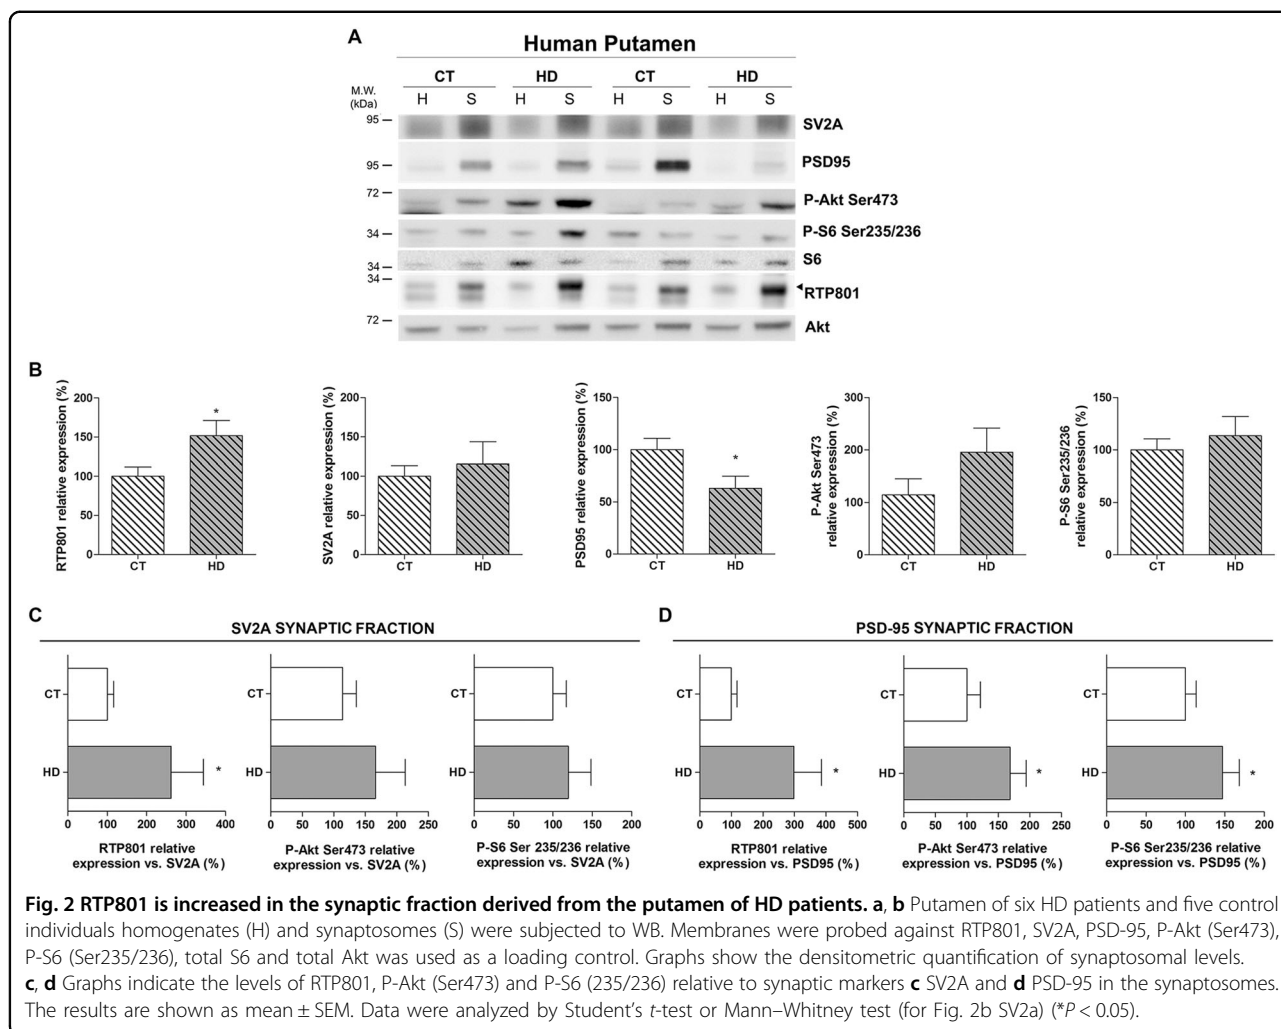 A
Human Putamen
CT HD CT HD
M.W.
(kDa)
H S H S H S H S
95 SV2A
95 PSD95
72 P-Akt Ser473
34 P-S6 Ser235/236
34 S6
34 RTP801
72 Akt
B
RTP801 relative expression (%)
200
150
100
50
0
*
CT HD
SV2A relative expression (%)
200
150
100
50
0
CT HD
PSD95 relative expression (%)
150
100
50
0
*
CT HD
P-Akt Ser473
relative expression (%)
300
200
100
0
CT HD
P-S6 Ser235/236
relative expression (%)
150
100
50
0
CT HD
C
SV2A SYNAPTIC FRACTION
CT
HD
*
0 100 200 300 400
RTP801 relative
expression vs. SV2A (%)
CT
HD
0 50 100 150 200 250
P-Akt Ser473 relative
expression vs. SV2A (%)
CT
HD
0 50 100 150 200
P-S6 Ser 235/236 relative
expression vs. SV2A (%)
D
PSD-95 SYNAPTIC FRACTION
CT
HD
*
0 100 200 300 400 500
RTP801 relative
expression vs. PSD95 (%)
CT
HD
*
0 50 100 150 200 250
P-Akt Ser473 relative
expression vs. PSD95 (%)
CT
HD
*
0 50 100 150 200
P-S6 Ser235/236 relative
expression vs. PSD95 (%)
Fig. 2 RTP801 is increased in the synaptic fraction derived from the putamen of HD patients. a, b Putamen of six HD patients and five control
individuals homogenates (H) and synaptosomes (S) were subjected to WB. Membranes were probed against RTP801, SV2A, PSD-95, P-Akt (Ser473),
P-S6 (Ser235/236), total S6 and total Akt was used as a loading control. Graphs show the densitometric quantification of synaptosomal levels.
c, d Graphs indicate the levels of RTP801, P-Akt (Ser473) and P-S6 (235/236) relative to synaptic markers c SV2A and d PSD-95 in the synaptosomes.
The results are shown as mean ± SEM. Data were analyzed by Student's t-test or Mann–Whitney test (for Fig. 2b SV2a) (*P < 0.05).